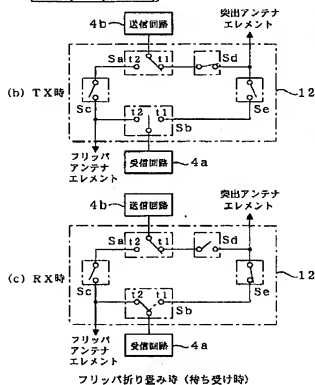 4b
送信回路
突出アンテナ
エレメント
Sa
t2
t1
Sd
(b) TX時
12
Sc
t2
t1
Se
Sb
フリッパ
アンテナ
エレメント
受信回路
4a
4b
送信回路
突出アンテナ
エレメント
Sa
t2
t1
Sd
(c) RX時
12
Sc
t2
t1
Se
Sb
フリッパ
アンテナ
エレメント
受信回路
4a
フリッパ折り畳み時(待ち受け時)